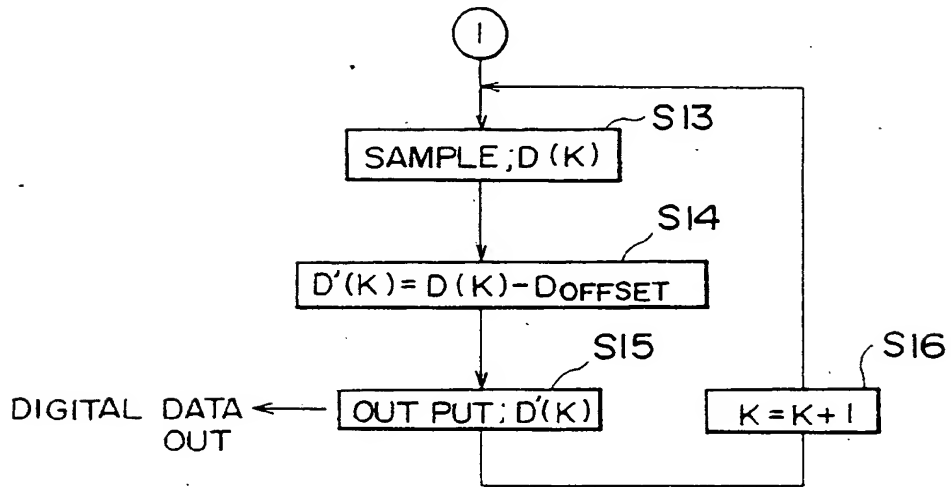 1
S13
SAMPLE; D(K)
S14
D'(K) = D(K) - DOFFSET
S15
S16
DIGITAL DATA
OUT
OUT PUT; D'(K)
K = K + 1